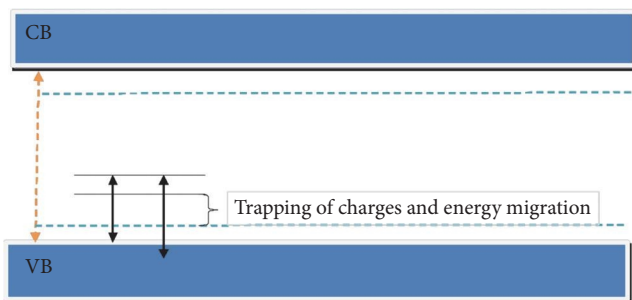 CB
Trapping of charges and energy migration
VB